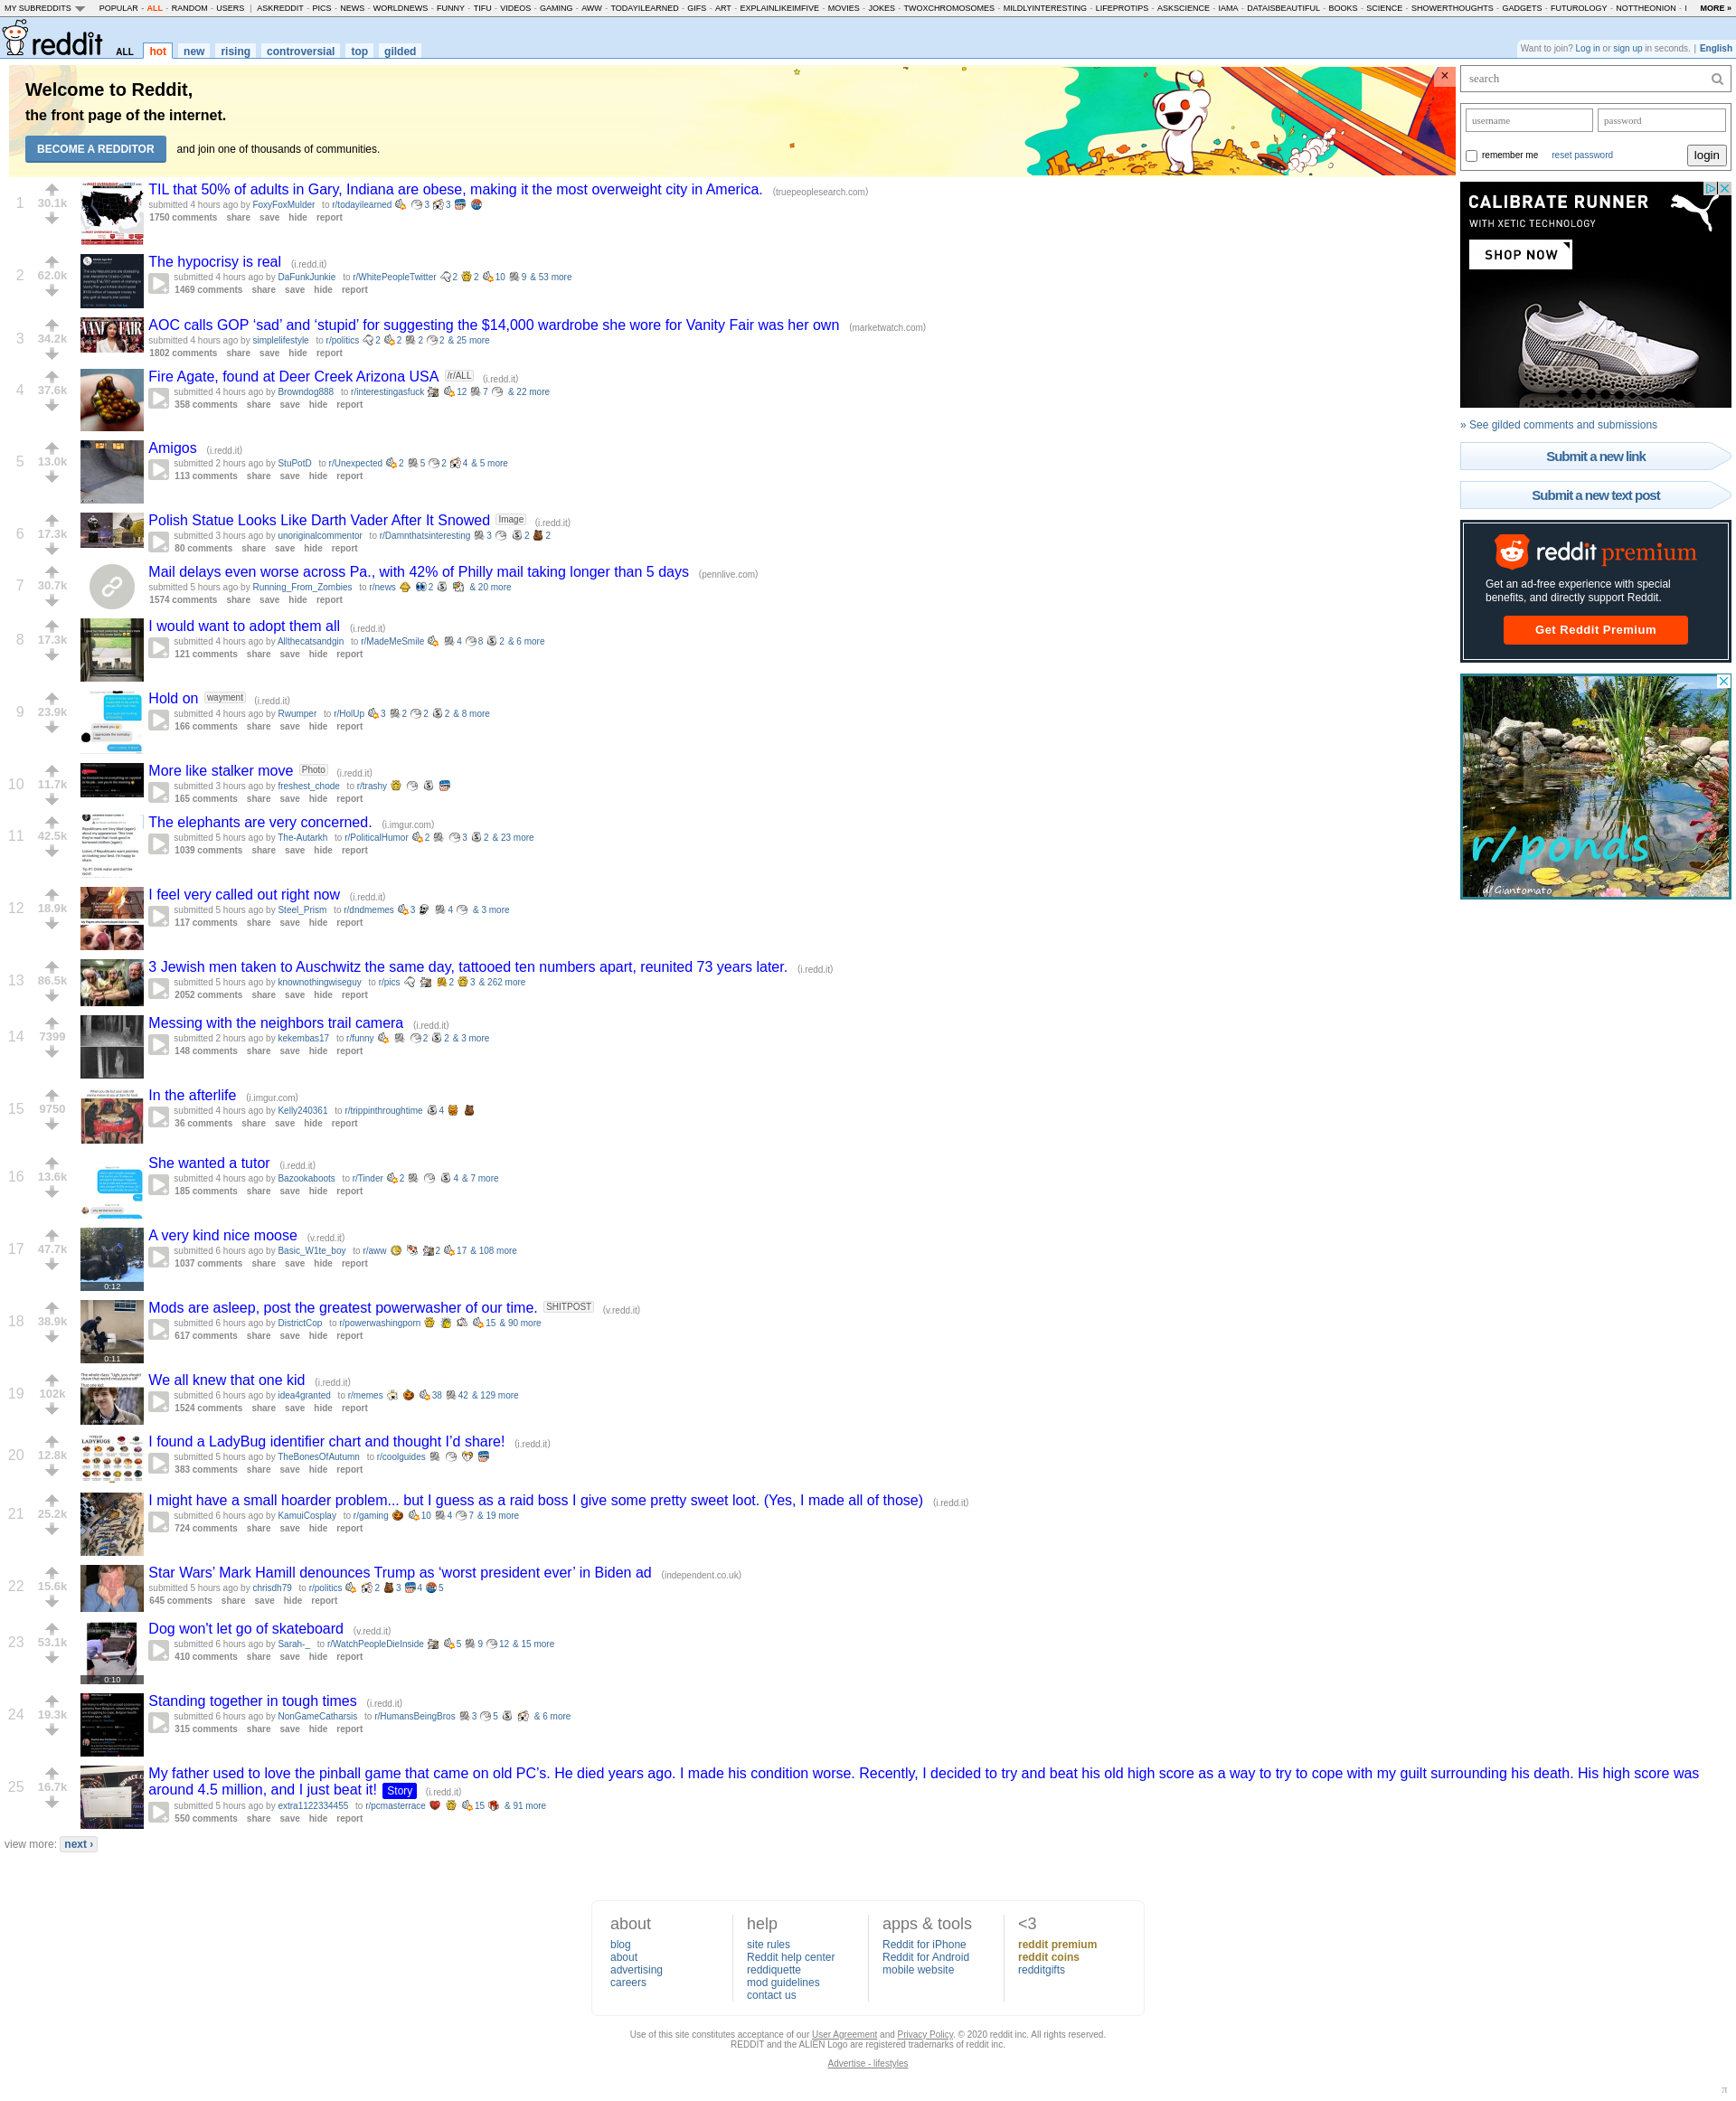 MY SUBREDDITS POPULAR - ALL - RANDOM - USERS | ASKREDDIT - PICS - NEWS - WORLDNEWS - FUNNY - TIFU - VIDEOS - GAMING - AWW - TODAYILEARNED - GIFS - ART - EXPLAINLIKEIMFIVE - MOVIES - JOKES - TWOXCHROMOSOMES - MILDLYINTERESTING - LIFEPROTIPS - ASKSCIENCE - IAMA - DATAISBEAUTIFUL - BOOKS - SCIENCE - SHOWERTHOUGHTS - GADGETS - FUTUROLOGY - NOTTHEONION - MORE »
reddit ALL hot new rising controversial top gilded
Want to join? Log in or sign up in seconds. | English
Welcome to Reddit,
the front page of the internet.
BECOME A REDDITOR and join one of thousands of communities.
search
username password
remember me reset password login
CALIBRATE RUNNER
WITH XETIC TECHNOLOGY
SHOP NOW
» See gilded comments and submissions
Submit a new link
Submit a new text post
reddit premium
Get an ad-free experience with special
benefits, and directly support Reddit.
Get Reddit Premium
r/ponds
u/Giantomato
1 30.1k TIL that 50% of adults in Gary, Indiana are obese, making it the most overweight city in America. (truepeoplesearch.com)
submitted 4 hours ago by FoxyFoxMulder to r/todayilearned 3 3
1750 comments share save hide report
2 62.0k The hypocrisy is real (i.redd.it)
submitted 4 hours ago by DaFunkJunkie to r/WhitePeopleTwitter 2 2 10 9 & 53 more
1469 comments share save hide report
3 34.2k AOC calls GOP ‘sad’ and ‘stupid’ for suggesting the $14,000 wardrobe she wore for Vanity Fair was her own (marketwatch.com)
submitted 4 hours ago by simplelifestyle to r/politics 2 2 2 2 & 25 more
1802 comments share save hide report
4 37.6k Fire Agate, found at Deer Creek Arizona USA /r/ALL (i.redd.it)
submitted 4 hours ago by Browndog888 to r/interestingasfuck 12 7 & 22 more
358 comments share save hide report
5 13.0k Amigos (i.redd.it)
submitted 2 hours ago by StuPotD to r/Unexpected 2 5 2 4 & 5 more
113 comments share save hide report
6 17.3k Polish Statue Looks Like Darth Vader After It Snowed Image (i.redd.it)
submitted 3 hours ago by unoriginalcommentor to r/Damnthatsinteresting 3 2 2
80 comments share save hide report
7 30.7k Mail delays even worse across Pa., with 42% of Philly mail taking longer than 5 days (pennlive.com)
submitted 5 hours ago by Running_From_Zombies to r/news 2 & 20 more
1574 comments share save hide report
8 17.3k I would want to adopt them all (i.redd.it)
submitted 4 hours ago by Allthecatsandgin to r/MadeMeSmile 4 8 2 & 6 more
121 comments share save hide report
9 23.9k Hold on wayment (i.redd.it)
submitted 4 hours ago by Rwumper to r/HolUp 3 2 2 2 & 8 more
166 comments share save hide report
10 11.7k More like stalker move Photo (i.redd.it)
submitted 3 hours ago by freshest_chode to r/trashy
165 comments share save hide report
11 42.5k The elephants are very concerned. (i.imgur.com)
submitted 5 hours ago by The-Autarkh to r/PoliticalHumor 2 3 2 & 23 more
1039 comments share save hide report
12 18.9k I feel very called out right now (i.redd.it)
submitted 5 hours ago by Steel_Prism to r/dndmemes 3 4 & 3 more
117 comments share save hide report
13 86.5k 3 Jewish men taken to Auschwitz the same day, tattooed ten numbers apart, reunited 73 years later. (i.redd.it)
submitted 5 hours ago by knownothingwiseguy to r/pics 2 3 & 262 more
2052 comments share save hide report
14 7399 Messing with the neighbors trail camera (i.redd.it)
submitted 2 hours ago by kekembas17 to r/funny 2 2 & 3 more
148 comments share save hide report
15 9750 In the afterlife (i.imgur.com)
submitted 4 hours ago by Kelly240361 to r/trippinthroughtime 4
36 comments share save hide report
16 13.6k She wanted a tutor (i.redd.it)
submitted 4 hours ago by Bazookaboots to r/Tinder 2 4 & 7 more
185 comments share save hide report
17 47.7k A very kind nice moose (v.redd.it)
submitted 6 hours ago by Basic_W1te_boy to r/aww 2 17 & 108 more
1037 comments share save hide report
0:12
18 38.9k Mods are asleep, post the greatest powerwasher of our time. SHITPOST (v.redd.it)
submitted 6 hours ago by DistrictCop to r/powerwashingporn 15 & 90 more
617 comments share save hide report
0:11
19 102k We all knew that one kid (i.redd.it)
submitted 6 hours ago by idea4granted to r/memes 38 42 & 129 more
1524 comments share save hide report
20 12.8k I found a LadyBug identifier chart and thought I’d share! (i.redd.it)
submitted 5 hours ago by TheBonesOfAutumn to r/coolguides
383 comments share save hide report
21 25.2k I might have a small hoarder problem... but I guess as a raid boss I give some pretty sweet loot. (Yes, I made all of those) (i.redd.it)
submitted 6 hours ago by KamuiCosplay to r/gaming 10 4 7 & 19 more
724 comments share save hide report
22 15.6k Star Wars’ Mark Hamill denounces Trump as ‘worst president ever’ in Biden ad (independent.co.uk)
submitted 5 hours ago by chrisdh79 to r/politics 2 3 4 5
645 comments share save hide report
23 53.1k Dog won't let go of skateboard (v.redd.it)
submitted 6 hours ago by Sarah-_ to r/WatchPeopleDieInside 5 9 12 & 15 more
410 comments share save hide report
0:10
24 19.3k Standing together in tough times (i.redd.it)
submitted 6 hours ago by NonGameCatharsis to r/HumansBeingBros 3 5 & 6 more
315 comments share save hide report
25 16.7k My father used to love the pinball game that came on old PC’s. He died years ago. I made his condition worse. Recently, I decided to try and beat his old high score as a way to try to cope with my guilt surrounding his death. His high score was
around 4.5 million, and I just beat it! Story (i.redd.it)
submitted 5 hours ago by extra1122334455 to r/pcmasterrace 15 & 91 more
550 comments share save hide report
view more: next ›
about help apps & tools <3
blog site rules Reddit for iPhone reddit premium
about Reddit help center Reddit for Android reddit coins
advertising reddiquette mobile website redditgifts
careers mod guidelines
contact us
Use of this site constitutes acceptance of our User Agreement and Privacy Policy. © 2020 reddit inc. All rights reserved.
REDDIT and the ALIEN Logo are registered trademarks of reddit inc.
Advertise - lifestyles
π